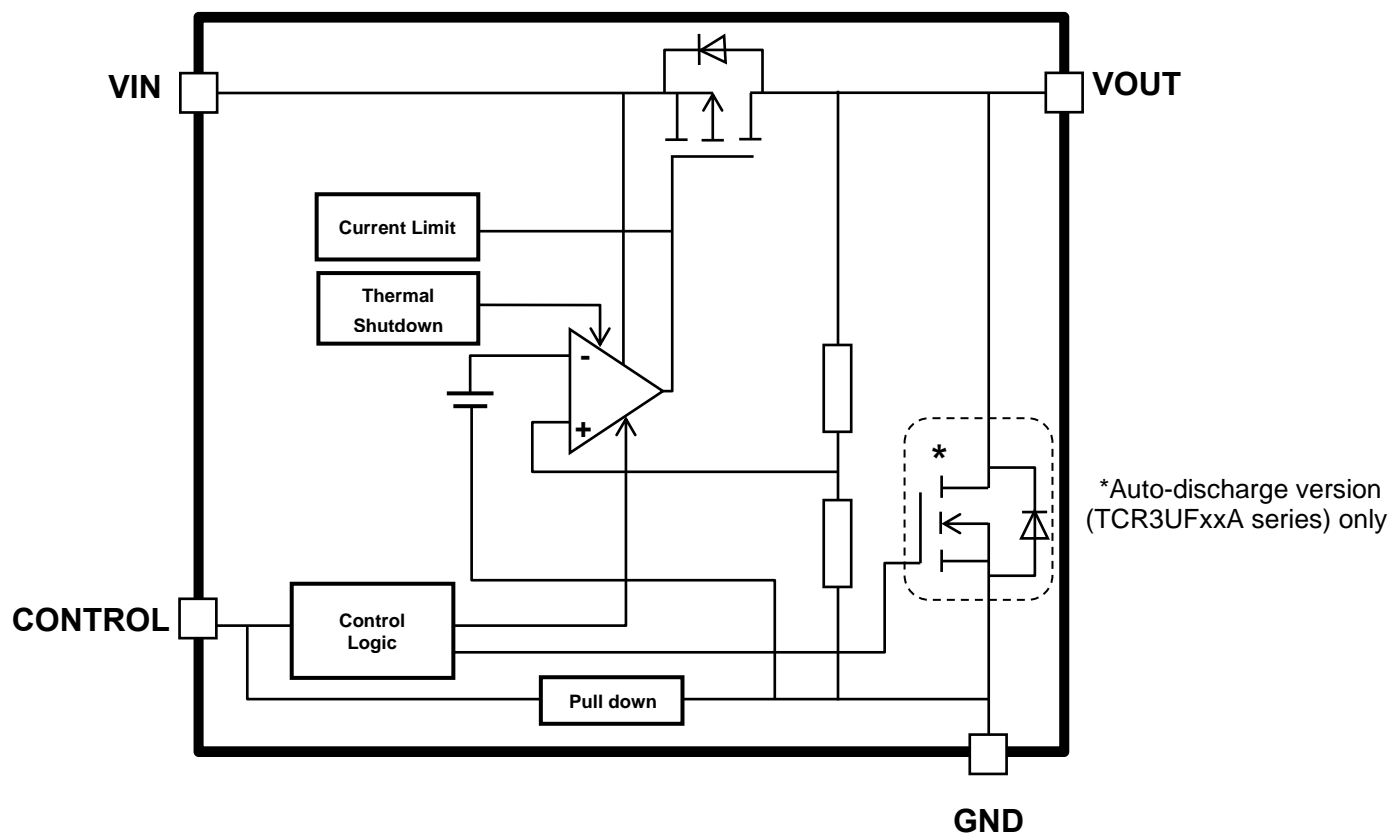 VIN
VOUT
Current Limit
Thermal
Shutdown
-
+
*
*Auto-discharge version
(TCR3UFxxA series) only
CONTROL
Control
Logic
Pull down
GND